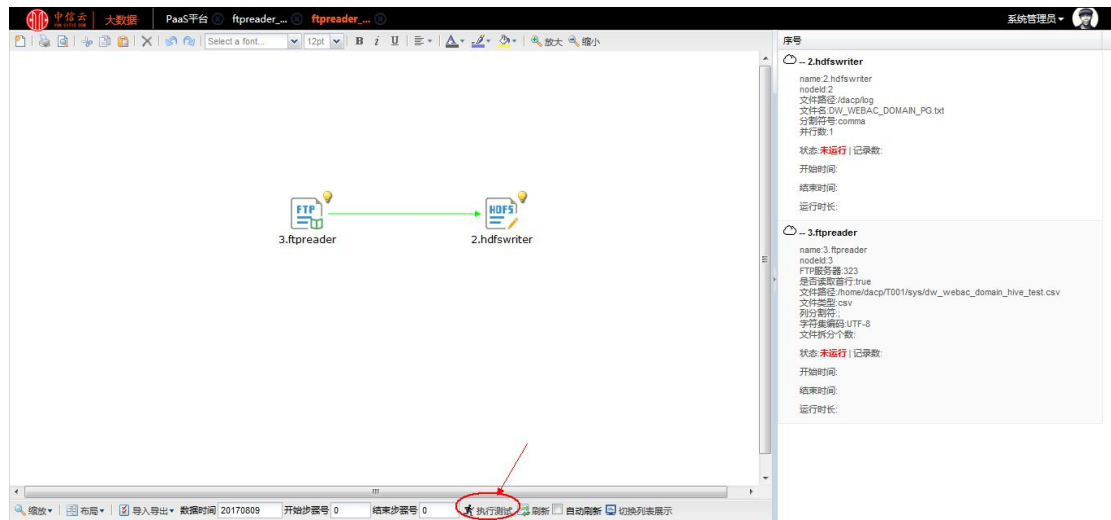 中信云 大数据 PaaS平台 ftpreader_... ftpreader_... 系统管理员
Select a font... 12pt B i U A 放大 缩小
序号
-- 2.hdfswriter
name:2.hdfswriter
nodeId:2
文件路径:/dacp/log
文件名:DW_WEBAC_DOMAIN_PG.txt
分割符号:comma
并行数:1
状态:未运行 | 记录数:
开始时间:
结束时间:
运行时长:
-- 3.ftpreader
name:3.ftpreader
nodeId:3
FTP服务器:323
是否读取首行:true
文件路径:/home/dacp/T001/sys/dw_webac_domain_hive_test.csv
文件类型:csv
列分割符:,
字符集编码:UTF-8
文件拆分个数:
状态:未运行 | 记录数:
开始时间:
结束时间:
运行时长:
FTP HDFS
3.ftpreader 2.hdfswriter
缩放 布局 导入导出 数据时间 20170809 开始步骤号 0 结束步骤号 0 执行测试 刷新 自动刷新 切换列表展示